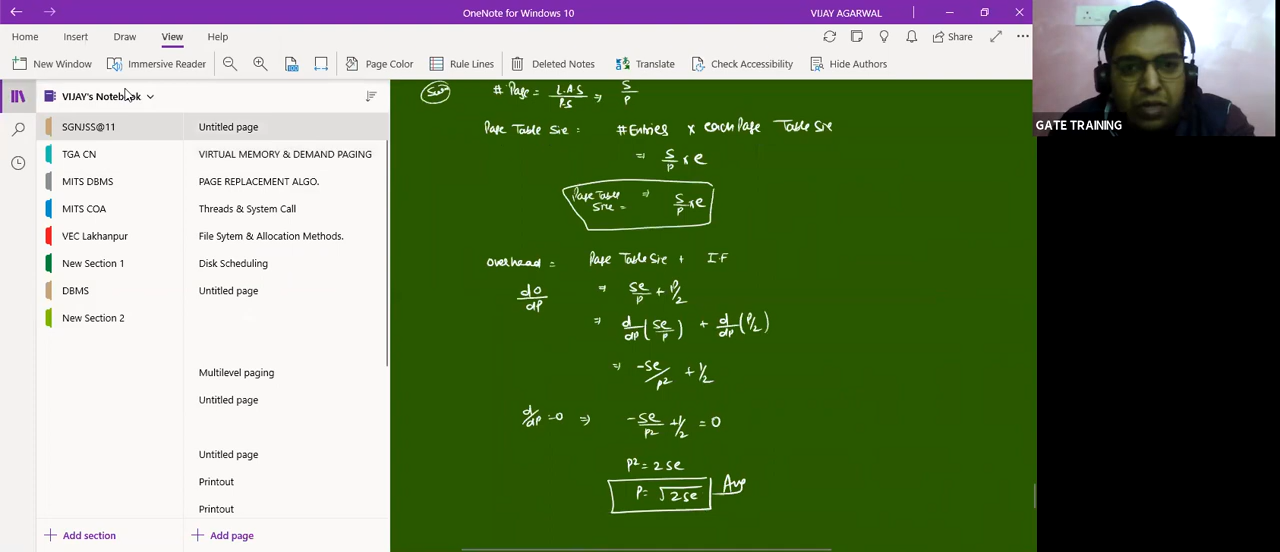 OneNote for Windows 10
VIJAY AGARWAL
Home Insert Draw View Help
Share
New Window Immersive Reader Page Color Rule Lines Deleted Notes Translate Check Accessibility Hide Authors
VIJAY's Notebook
SGNJSS@11
TGA CN
MITS DBMS
MITS COA
VEC Lakhanpur
New Section 1
DBMS
New Section 2
Add section
Untitled page
VIRTUAL MEMORY & DEMAND PAGING
PAGE REPLACEMENT ALGO.
Threads & System Call
File Sytem & Allocation Methods.
Disk Scheduling
Untitled page
Multilevel paging
Untitled page
Untitled page
Printout
Printout
Add page
# Page = L.A.S/P.S ⇒ S/P
Page Table Size = #Entries × each Page Table Size
⇒ S/P × e
Page Table Size = ⇒ S/P × e
overhead = Page Table Size + I.F
dO/dP ⇒ Se/P + P/2
⇒ d/dP (Se/P) + d/dP (P/2)
⇒ -Se/P² + 1/2
d/dP = 0 ⇒ -Se/P² + 1/2 = 0
P² = 2Se
P = √2Se Ans
GATE TRAINING